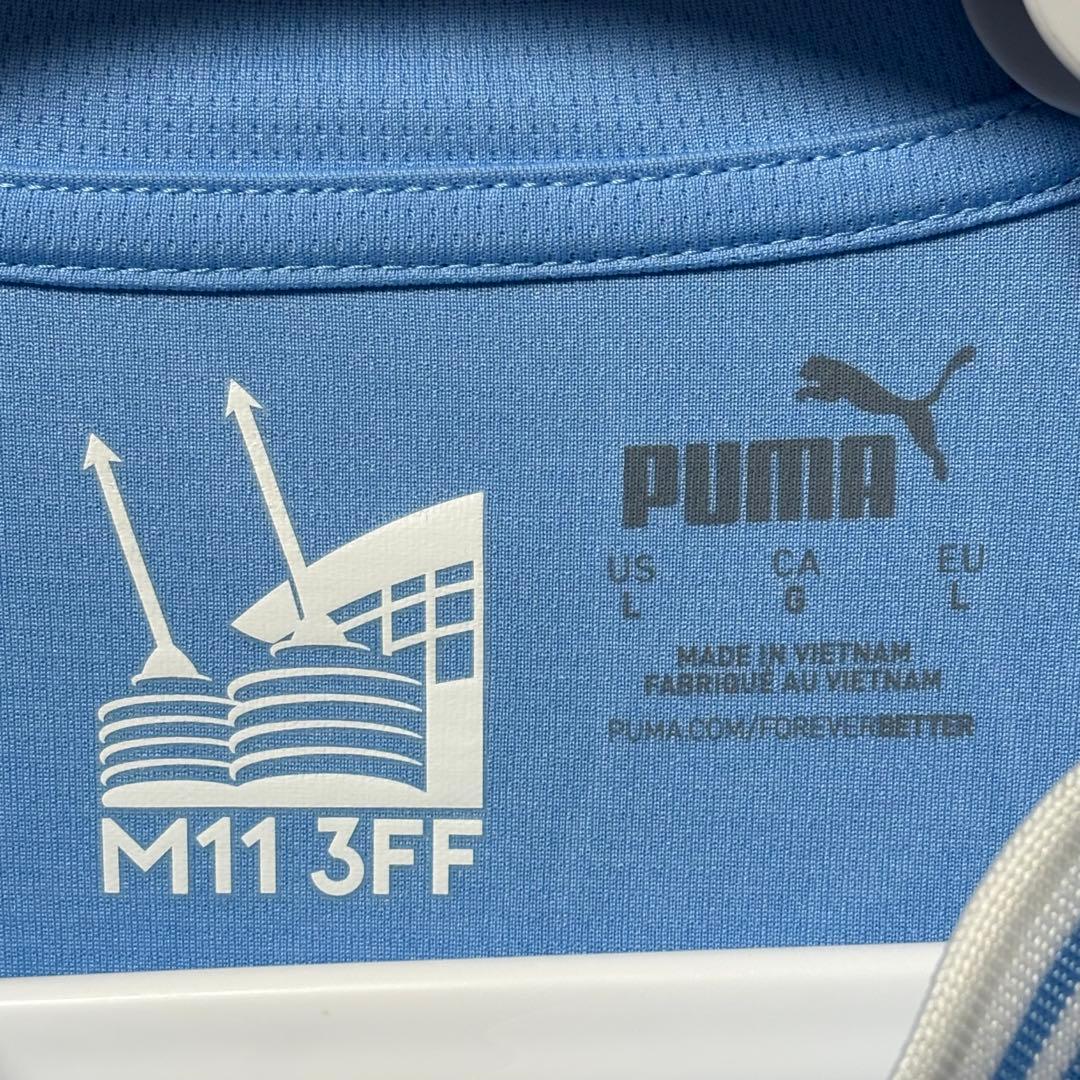 M11 3FF
PUMA
US CA EU
L G L
MADE IN VIETNAM
FABRIQUÉ AU VIETNAM
PUMA.COM/FOREVERBETTER